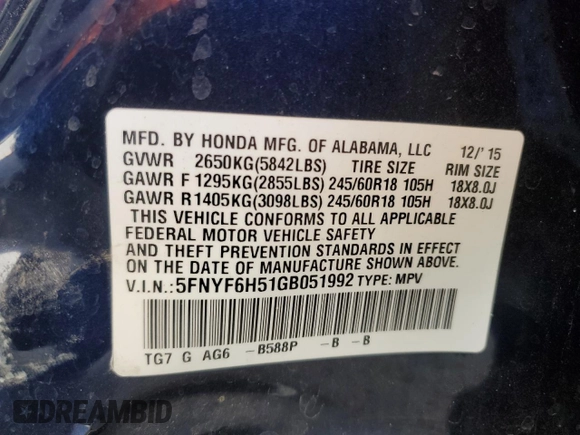 MFD. BY HONDA MFG. OF ALABAMA, LLC 12/'15
GVWR 2650KG(5842LBS) TIRE SIZE RIM SIZE
GAWR F 1295KG(2855LBS) 245/60R18 105H 18X8.0J
GAWR R 1405KG(3098LBS) 245/60R18 105H 18X8.0J
THIS VEHICLE CONFORMS TO ALL APPLICABLE
FEDERAL MOTOR VEHICLE SAFETY
AND THEFT PREVENTION STANDARDS IN EFFECT
ON THE DATE OF MANUFACTURE SHOWN ABOVE.
V.I.N.: 5FNYF6H51GB051992 TYPE: MPV
TG7 G AG6 -B588P -B -B
DREAMBID